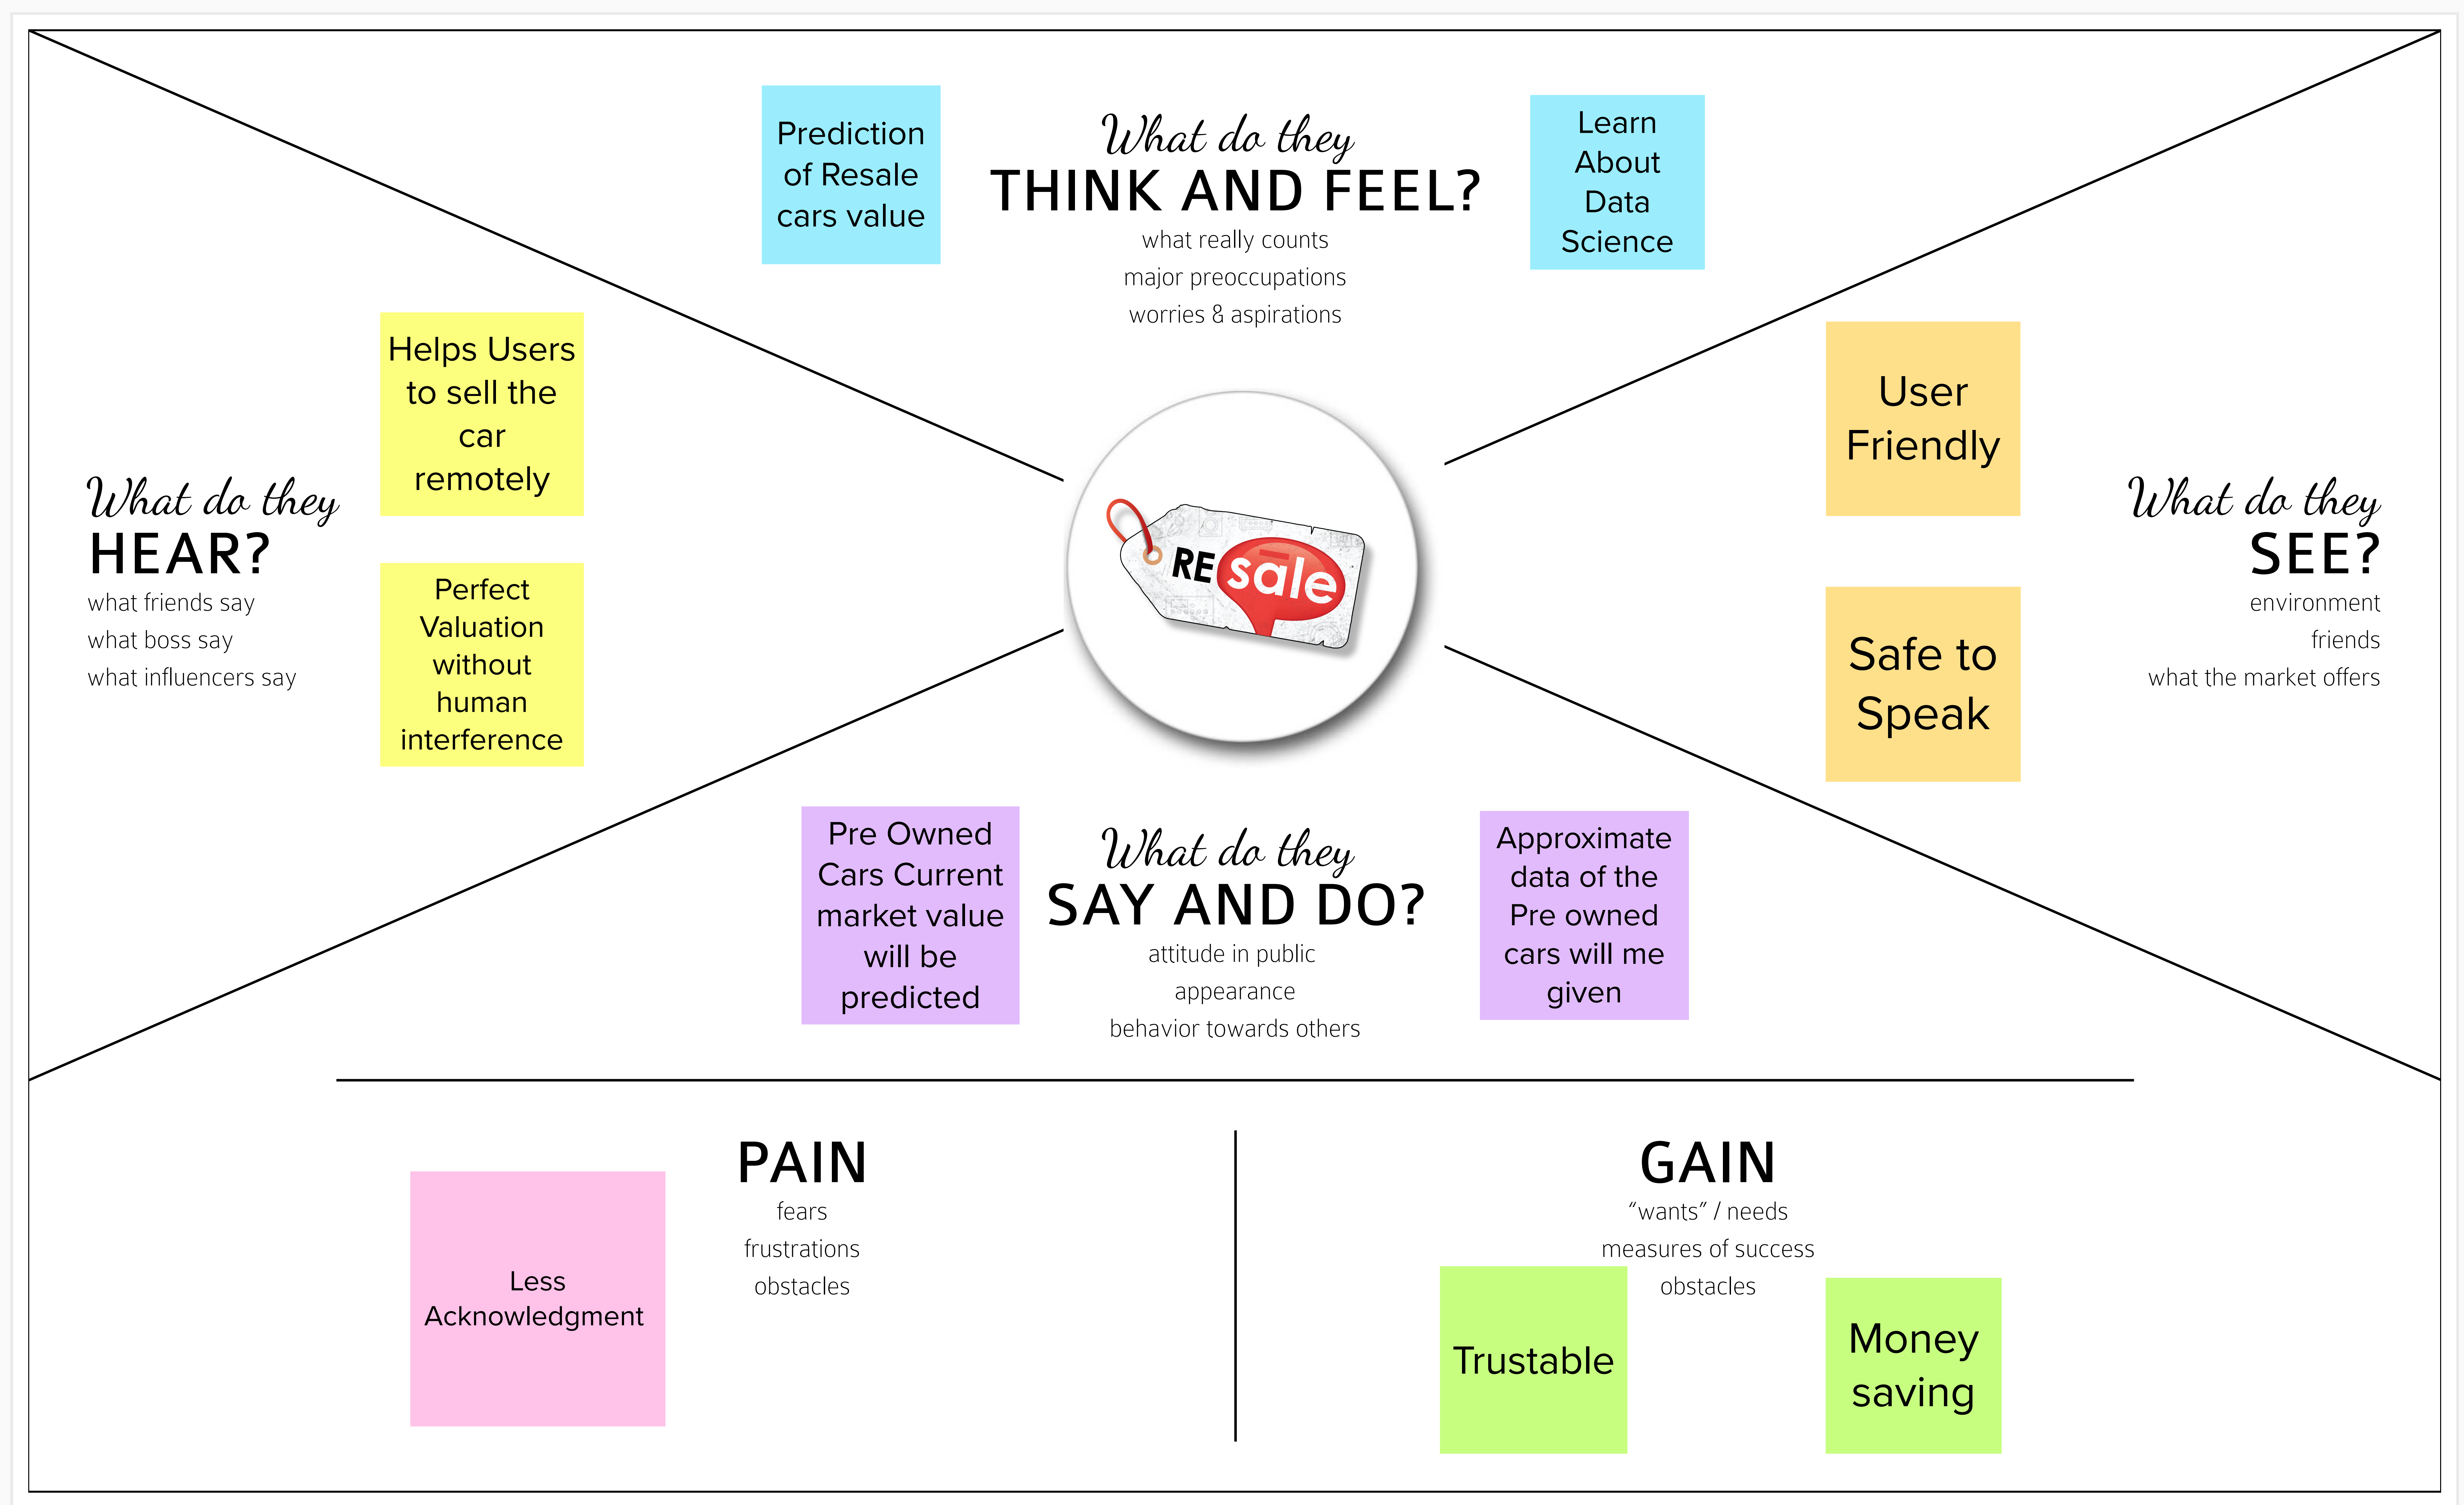 Prediction
of Resale
cars value
What do they
THINK AND FEEL?
what really counts
major preoccupations
worries & aspirations
Learn
About
Data
Science
Helps Users
to sell the
car
remotely
What do they
HEAR?
what friends say
what boss say
what influencers say
Perfect
Valuation
without
human
interference
RE sale
User
Friendly
Safe to
Speak
What do they
SEE?
environment
friends
what the market offers
Pre Owned
Cars Current
market value
will be
predicted
What do they
SAY AND DO?
attitude in public
appearance
behavior towards others
Approximate
data of the
Pre owned
cars will me
given
PAIN
fears
frustrations
obstacles
Less
Acknowledgment
GAIN
“wants” / needs
measures of success
obstacles
Trustable
Money
saving